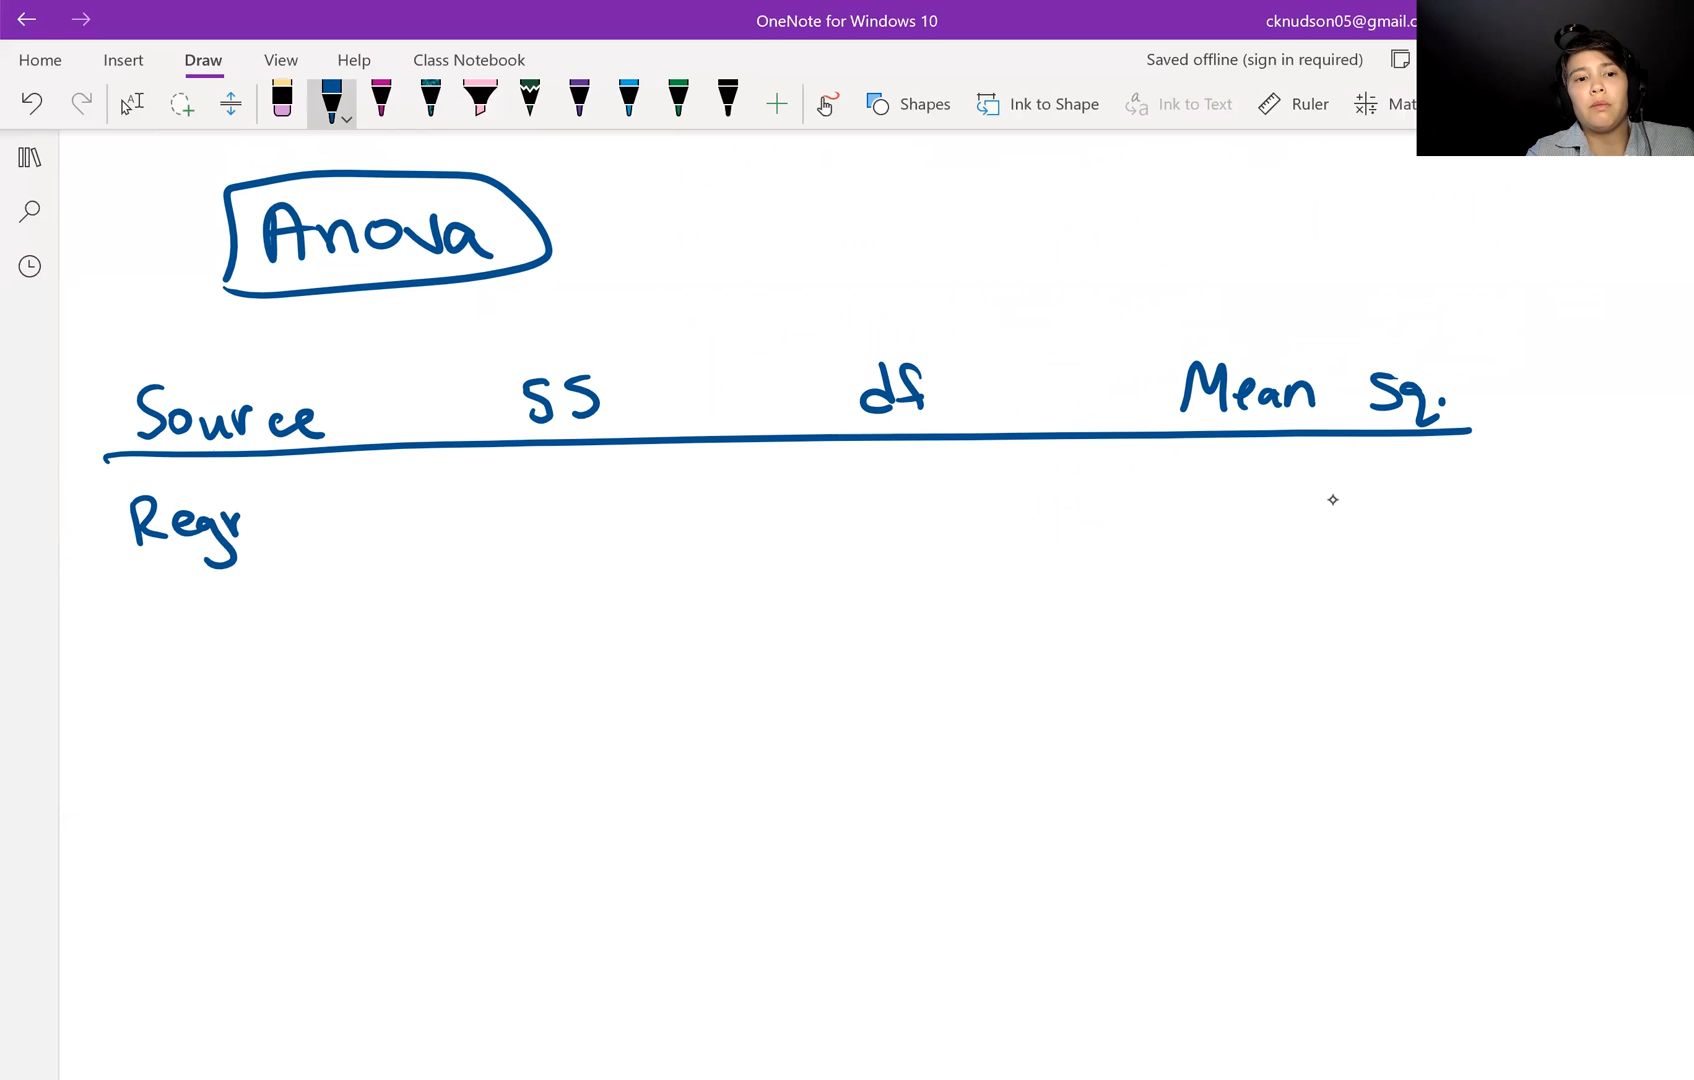 OneNote for Windows 10
cknudson05@gmail.c
Home Insert Draw View Help Class Notebook
Saved offline (sign in required)
Shapes Ink to Shape Ink to Text Ruler Mat
Anova
Source SS df Mean Sq.
Regr